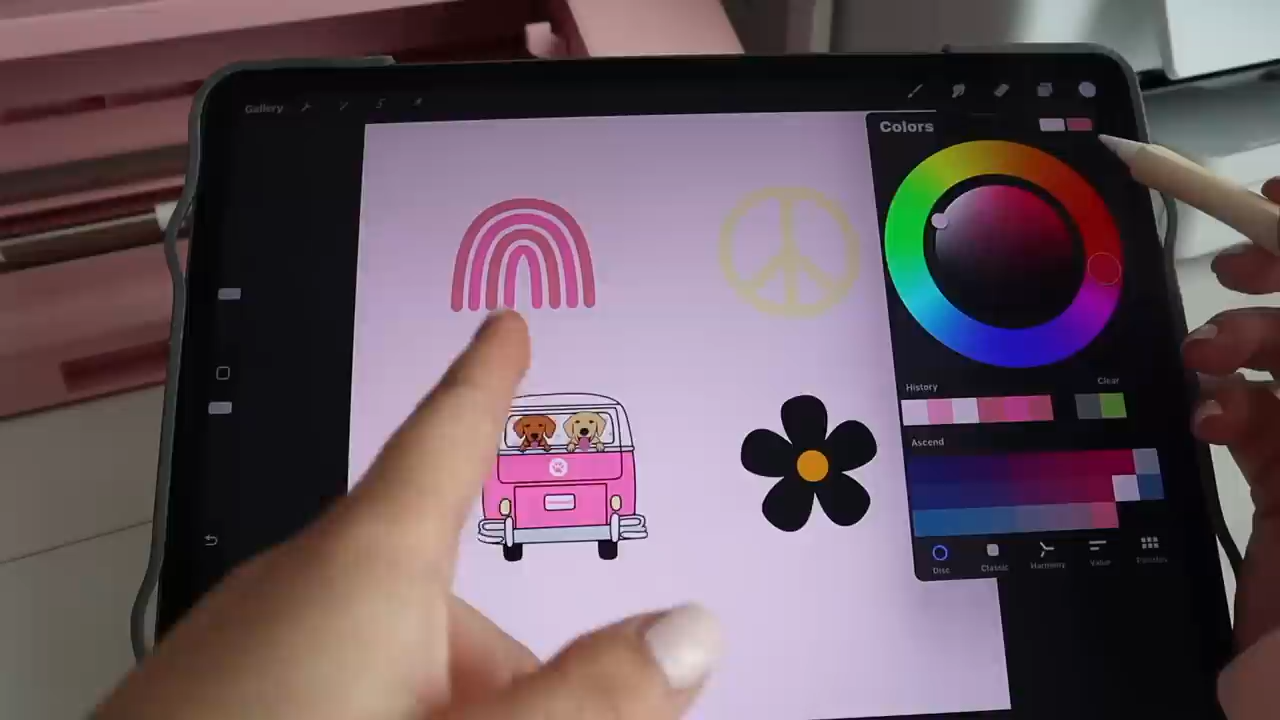 Gallery
Colors
History
Clear
Ascend
Disc
Classic
Harmony
Value
Palettes